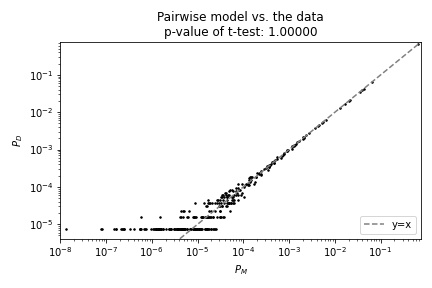 Pairwise model vs. the data
p-value of t-test: 1.00000
P_D
10^-1
10^-2
10^-3
10^-4
10^-5
y=x
10^-8 10^-7 10^-6 10^-5 10^-4 10^-3 10^-2 10^-1
P_M